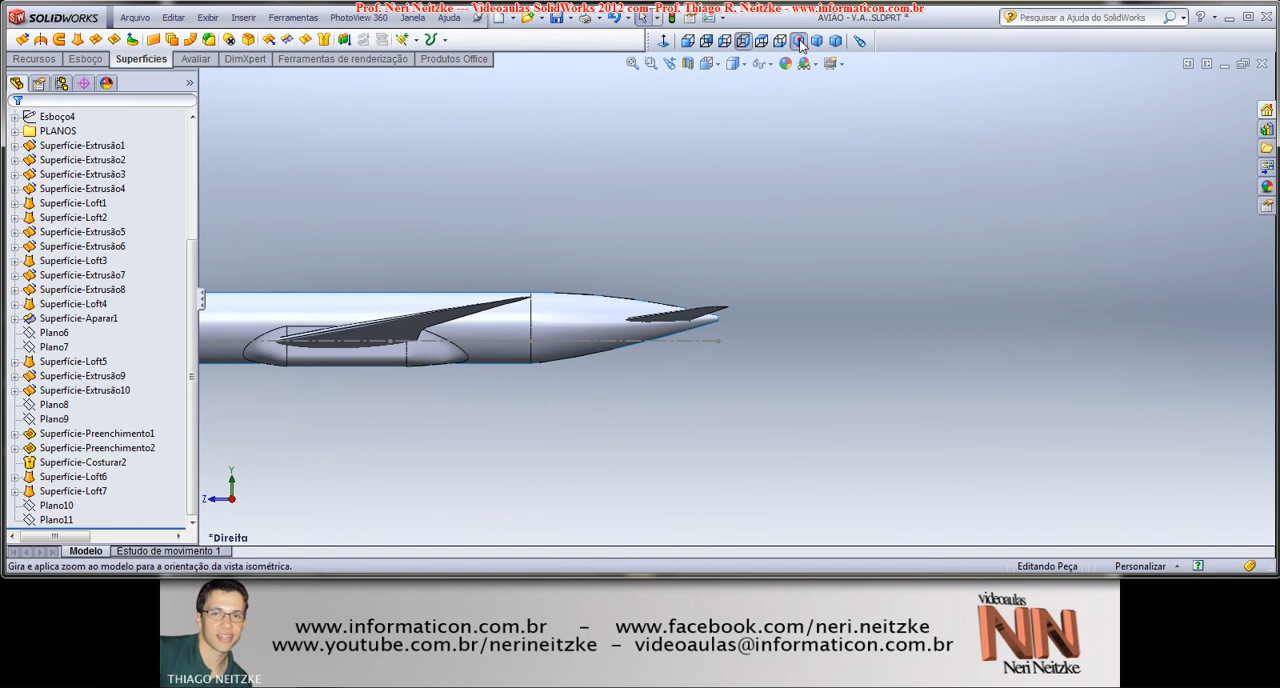 Prof. Neri Neitzke --- Videoaulas SolidWorks 2012 com Prof. Thiago R. Neitzke - www.informaticon.com.br
SOLIDWORKS Arquivo Editar Exibir Inserir Ferramentas PhotoView 360 Janela Ajuda AVIÃO - V.A...SLDPRT * Pesquisar a Ajuda do SolidWorks
Recursos Esboço Superfícies Avaliar DimXpert Ferramentas de renderização Produtos Office
Esboço4
PLANOS
Superfície-Extrusão1
Superfície-Extrusão2
Superfície-Extrusão3
Superfície-Extrusão4
Superfície-Loft1
Superfície-Loft2
Superfície-Extrusão5
Superfície-Extrusão6
Superfície-Loft3
Superfície-Extrusão7
Superfície-Extrusão8
Superfície-Loft4
Superfície-Aparar1
Plano6
Plano7
Superfície-Loft5
Superfície-Extrusão9
Superfície-Extrusão10
Plano8
Plano9
Superfície-Preenchimento1
Superfície-Preenchimento2
Superfície-Costurar2
Superfície-Loft6
Superfície-Loft7
Plano10
Plano11
Y
Z
*Direita
Modelo Estudo de movimento 1
Gira e aplica zoom ao modelo para a orientação da vista isométrica. Editando Peça Personalizar
www.informaticon.com.br - www.facebook.com/neri.neitzke
www.youtube.com.br/nerineitzke - videoaulas@informaticon.com.br
THIAGO NEITZKE
videoaulas
NN
Neri Neitzke